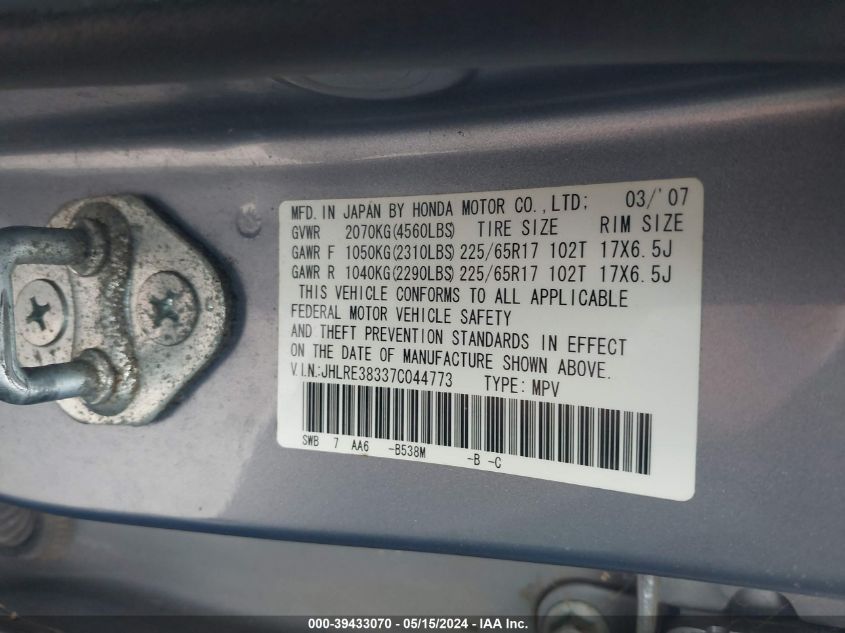 MFD. IN JAPAN BY HONDA MOTOR CO., LTD: 03/'07
GVWR 2070KG(4560LBS) TIRE SIZE RIM SIZE
GAWR F 1050KG(2310LBS) 225/65R17 102T 17X6.5J
GAWR R 1040KG(2290LBS) 225/65R17 102T 17X6.5J
THIS VEHICLE CONFORMS TO ALL APPLICABLE
FEDERAL MOTOR VEHICLE SAFETY
AND THEFT PREVENTION STANDARDS IN EFFECT
ON THE DATE OF MANUFACTURE SHOWN ABOVE.
V.I.N.:JHLRE38337C044773 TYPE: MPV
SWB 7 AA6 -B538M -B -C
000-39433070 - 05/15/2024 - IAA Inc.